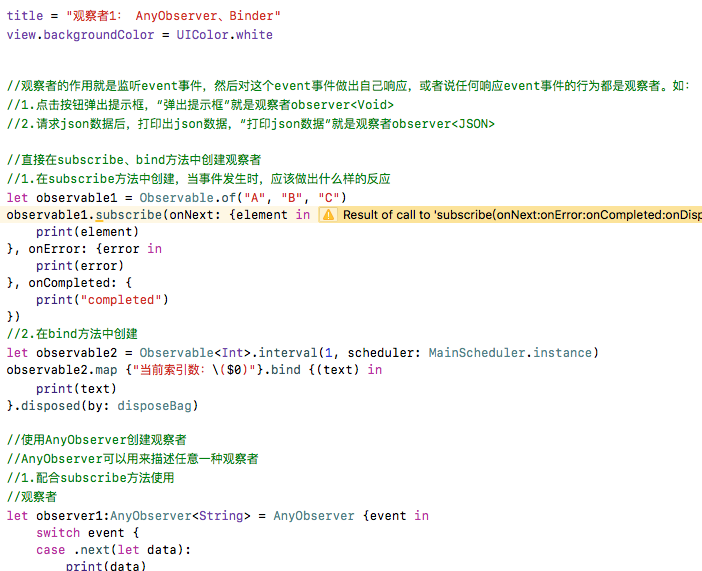 title = "观察者1： AnyObserver、Binder"
view.backgroundColor = UIColor.white
//观察者的作用就是监听event事件，然后对这个event事件做出自己响应，或者说任何响应event事件的行为都是观察者。如：
//1.点击按钮弹出提示框，“弹出提示框”就是观察者observer<Void>
//2.请求json数据后，打印出json数据，“打印json数据”就是观察者observer<JSON>
//直接在subscribe、bind方法中创建观察者
//1.在subscribe方法中创建，当事件发生时，应该做出什么样的反应
let observable1 = Observable.of("A", "B", "C")
observable1.subscribe(onNext: {element in Result of call to 'subscribe(onNext:onError:onCompleted:onDisp
print(element)
}, onError: {error in
print(error)
}, onCompleted: {
print("completed")
})
//2.在bind方法中创建
let observable2 = Observable<Int>.interval(1, scheduler: MainScheduler.instance)
observable2.map {"当前索引数：\($0)"}.bind {(text) in
print(text)
}.disposed(by: disposeBag)
//使用AnyObserver创建观察者
//AnyObserver可以用来描述任意一种观察者
//1.配合subscribe方法使用
//观察者
let observer1:AnyObserver<String> = AnyObserver {event in
switch event {
case .next(let data):
print(data)